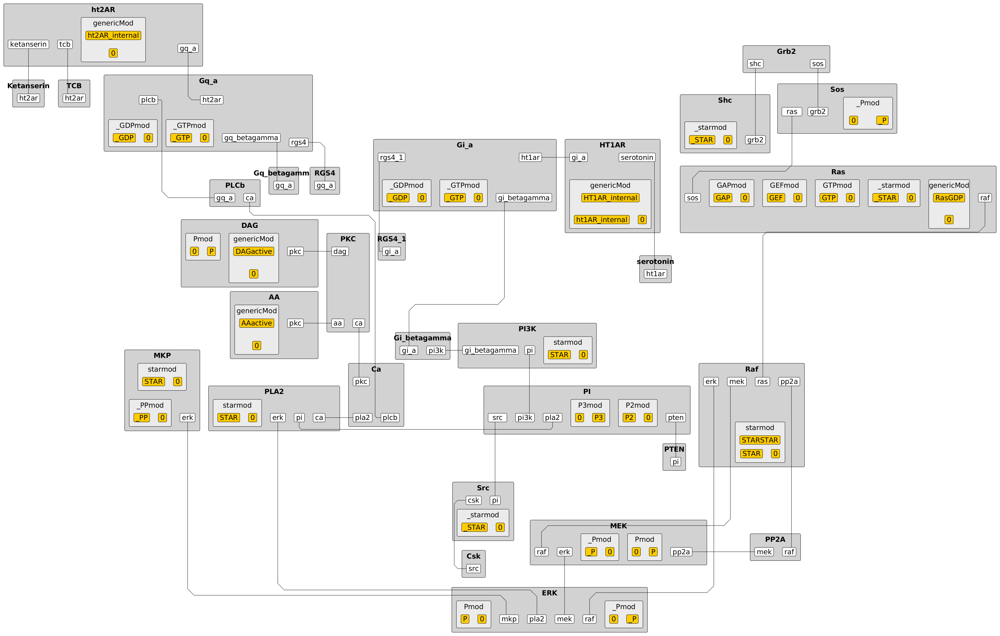 ht2AR
genericMod
ht2AR_internal
0
ketanserin
tcb
gq_a
Ketanserin
ht2ar
TCB
ht2ar
Gq_a
plcb
ht2ar
_GDPmod
_GDP 0
_GTPmod
_GTP 0
gq_betagamma
rgs4
Gq_betagamma
gq_a
RGS4
gq_a
PLCb
gq_a ca
Grb2
shc sos
Sos
ras grb2
_Pmod
0 _P
Shc
_starmod
_STAR 0
grb2
Gi_a
rgs4_1 ht1ar
_GDPmod
_GDP 0
_GTPmod
_GTP 0
gi_betagamma
HT1AR
gi_a serotonin
genericMod
HT1AR_internal
ht1AR_internal 0
Ras
sos
GAPmod
GAP 0
GEFmod
GEF 0
GTPmod
GTP 0
_starmod
_STAR 0
genericMod
RasGDP
0
raf
DAG
Pmod
0 P
genericMod
DAGactive
0
pkc
PKC
dag
aa ca
RGS4_1
gi_a
serotonin
ht1ar
AA
genericMod
AAactive
0
pkc
Gi_betagamma
gi_a pi3k
PI3K
gi_betagamma pi
starmod
STAR 0
MKP
starmod
STAR 0
_PPmod
_PP 0
erk
PLA2
starmod
STAR 0
erk pi ca
Ca
pkc
pla2 plcb
PI
src pi3k pla2
P3mod
0 P3
P2mod
P2 0
pten
PTEN
pi
Raf
erk mek ras pp2a
starmod
STARSTAR
STAR 0
Src
csk pi
_starmod
_STAR 0
Csk
src
MEK
raf erk
_Pmod
_P 0
Pmod
0 P
pp2a
PP2A
mek raf
ERK
Pmod
P 0
mkp pla2 mek raf
_Pmod
0 _P